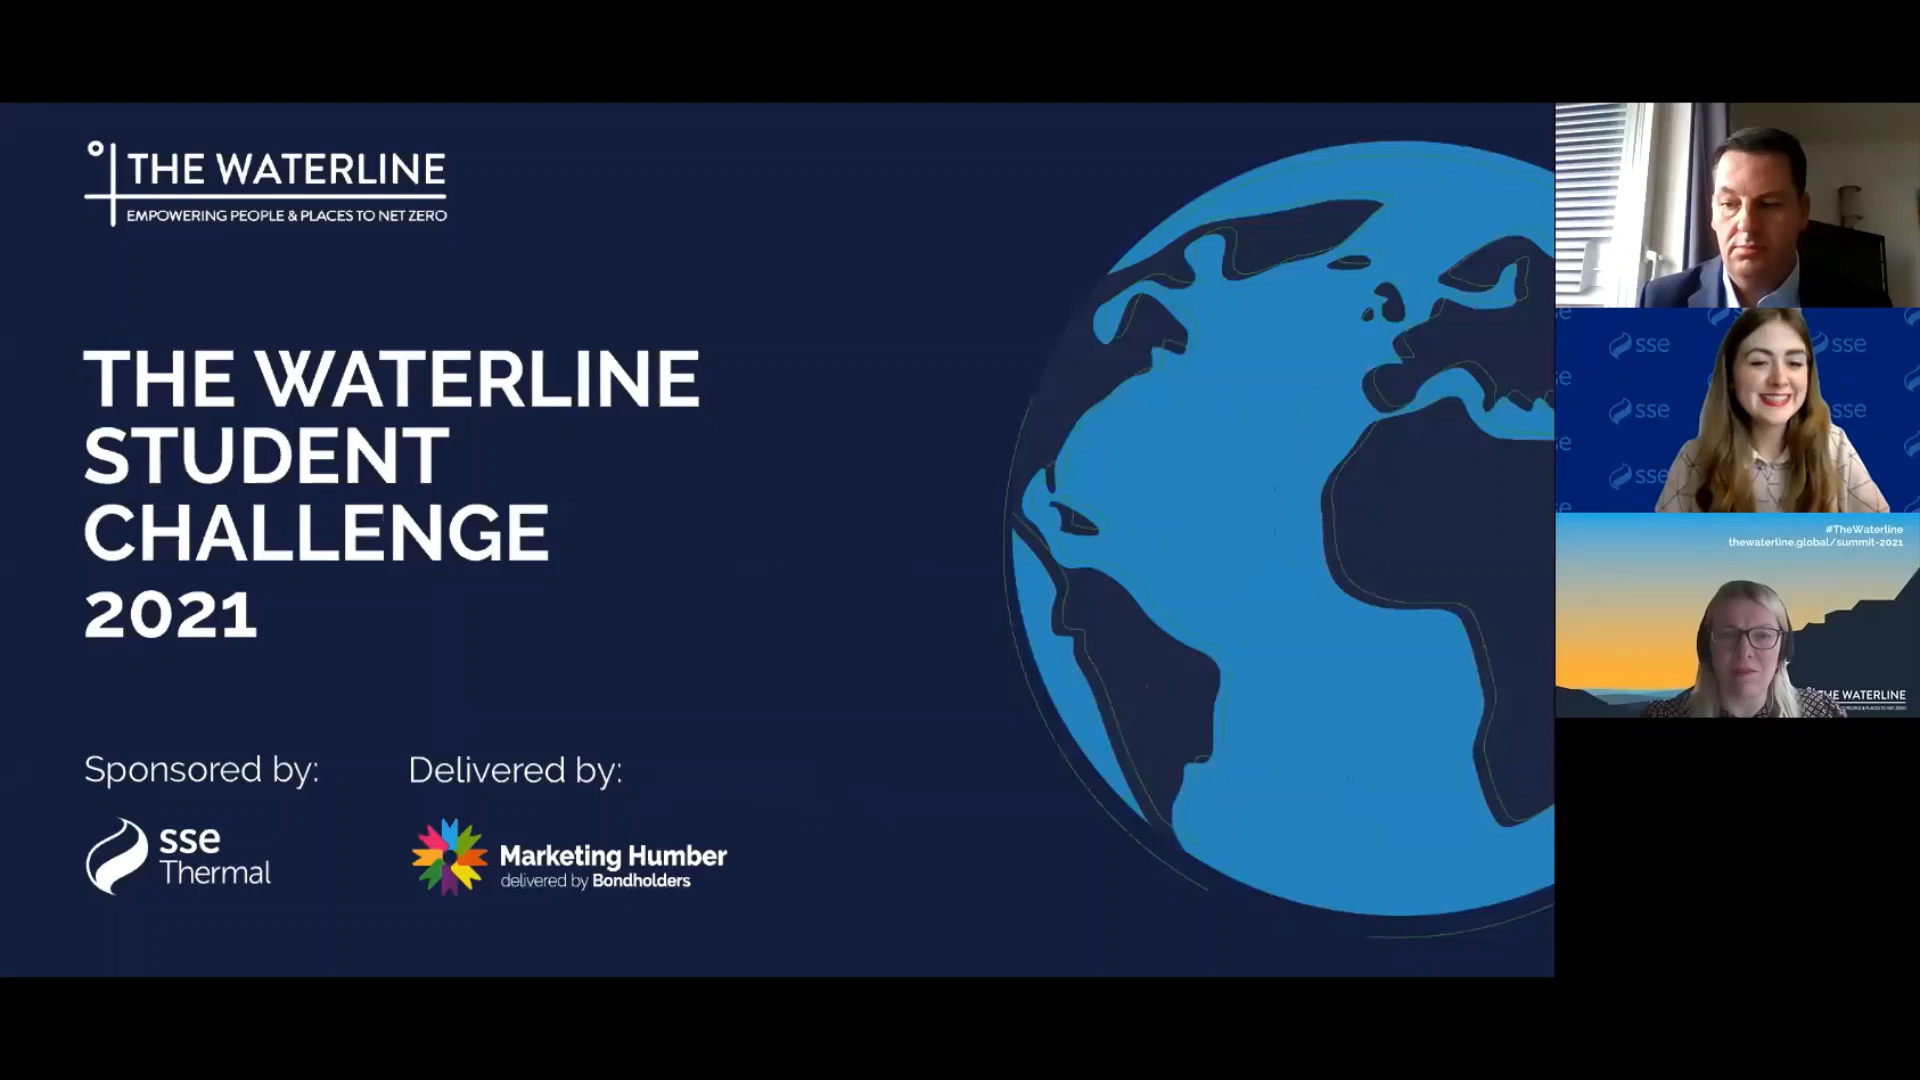 THE WATERLINE
EMPOWERING PEOPLE & PLACES TO NET ZERO
THE WATERLINE
STUDENT
CHALLENGE
2021
Sponsored by:
Delivered by:
sse
Thermal
Marketing Humber
delivered by Bondholders
sse
sse
sse
sse
sse
#TheWaterline
thewaterline.global/summit-2021
THE WATERLINE